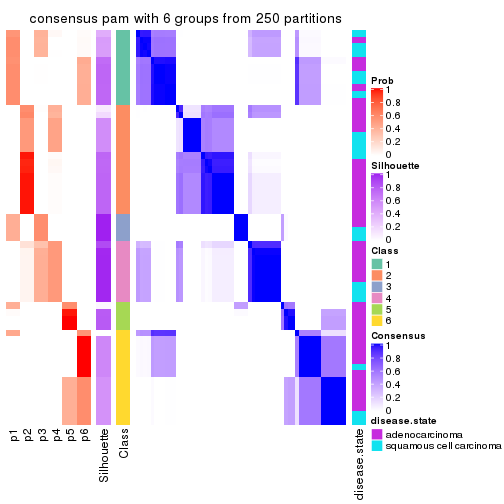 consensus pam with 6 groups from 250 partitions
Prob
1
0.8
0.6
0.4
0.2
0
Silhouette
1
0.8
0.6
0.4
0.2
0
Class
1
2
3
4
5
6
Consensus
1
0.8
0.6
0.4
0.2
0
disease.state
adenocarcinoma
squamous cell carcinoma
p1
p2
p3
p4
p5
p6
Silhouette
Class
disease.state